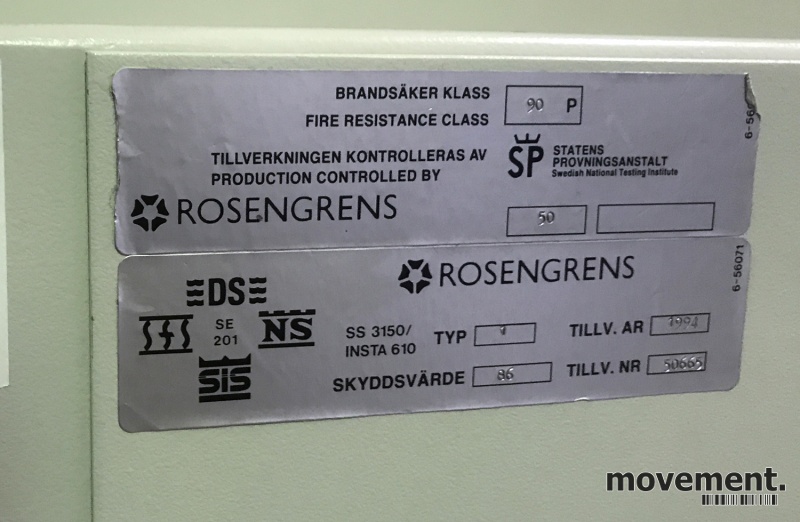 BRANDSÄKER KLASS
FIRE RESISTANCE CLASS
90 P
TILLVERKNINGEN KONTROLLERAS AV
PRODUCTION CONTROLLED BY
SP
STATENS
PROVNINGSANSTALT
Swedish National Testing Institute
ROSENGRENS
50
DS
SE
201
NS
SIS
ROSENGRENS
6-56071
SS 3150/
INSTA 610
TYP 1
TILLV. AR 1994
SKYDDSVÄRDE 86
TILLV. NR 50665
movement.